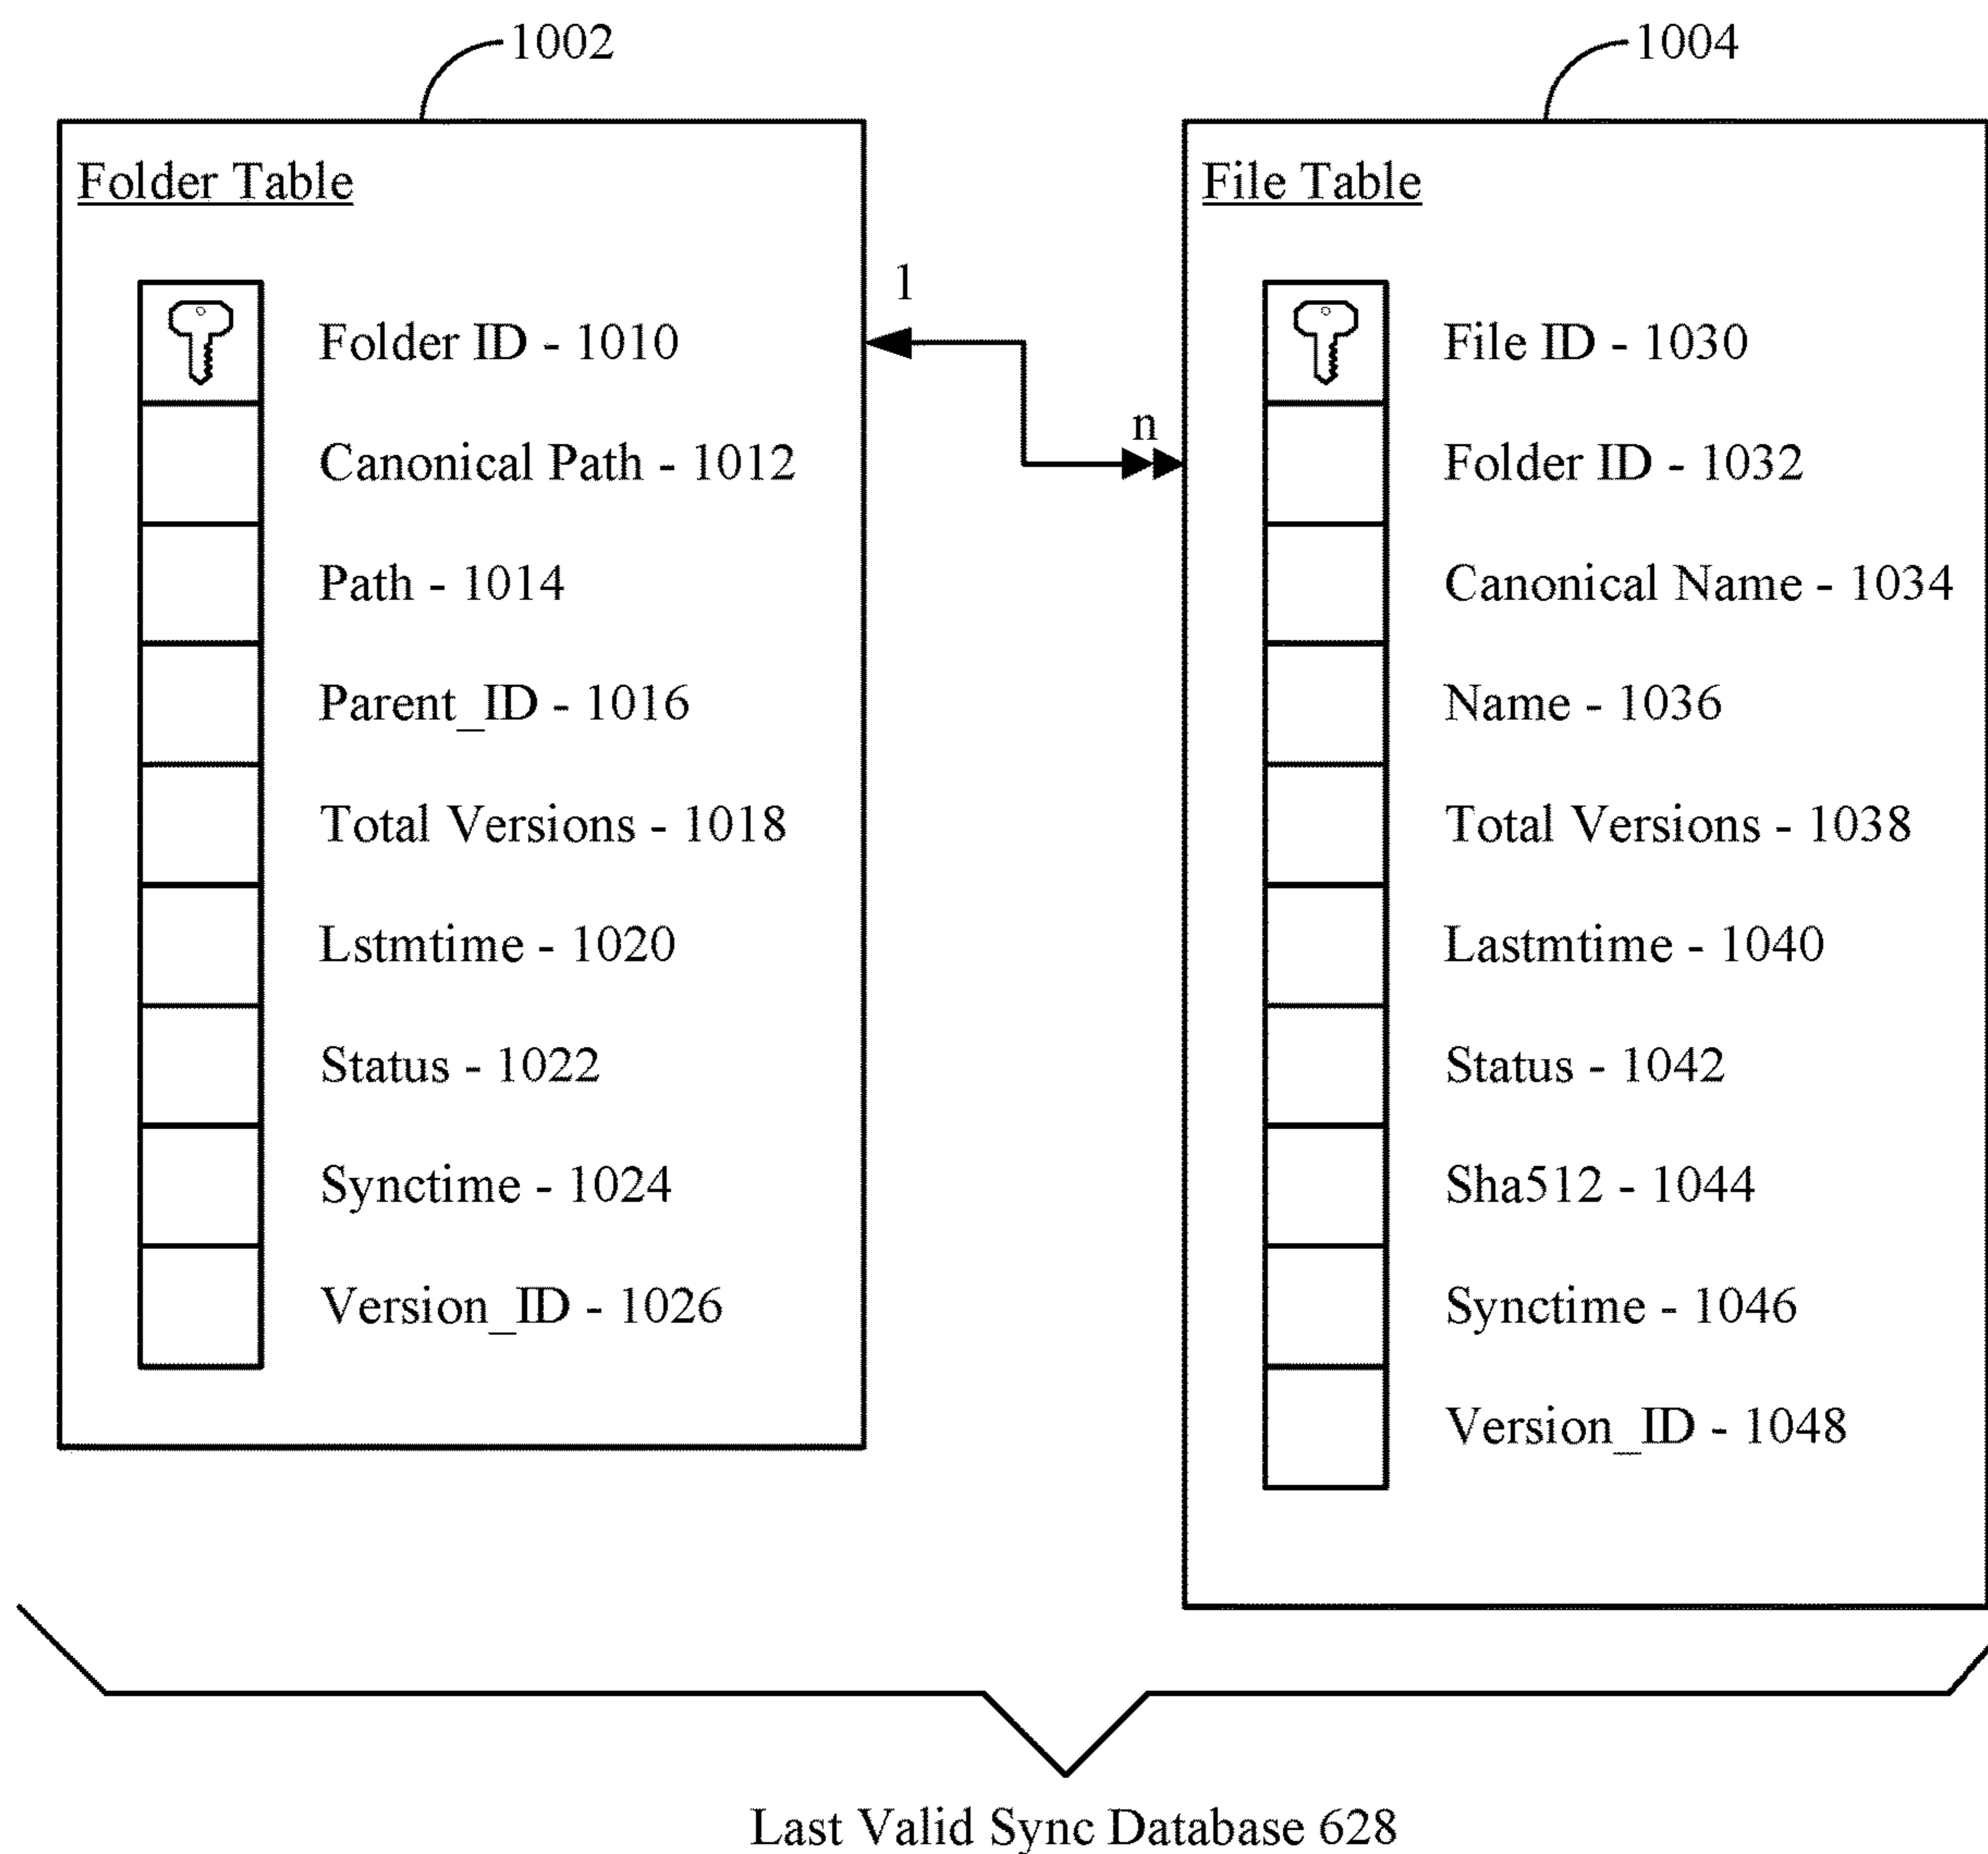 1002
1004
Folder Table
Folder ID - 1010
Canonical Path - 1012
Path - 1014
Parent_ID - 1016
Total Versions - 1018
Lstmtime - 1020
Status - 1022
Synctime - 1024
Version_ID - 1026
1
n
File Table
File ID - 1030
Folder ID - 1032
Canonical Name - 1034
Name - 1036
Total Versions - 1038
Lastmtime - 1040
Status - 1042
Sha512 - 1044
Synctime - 1046
Version_ID - 1048
Last Valid Sync Database 628